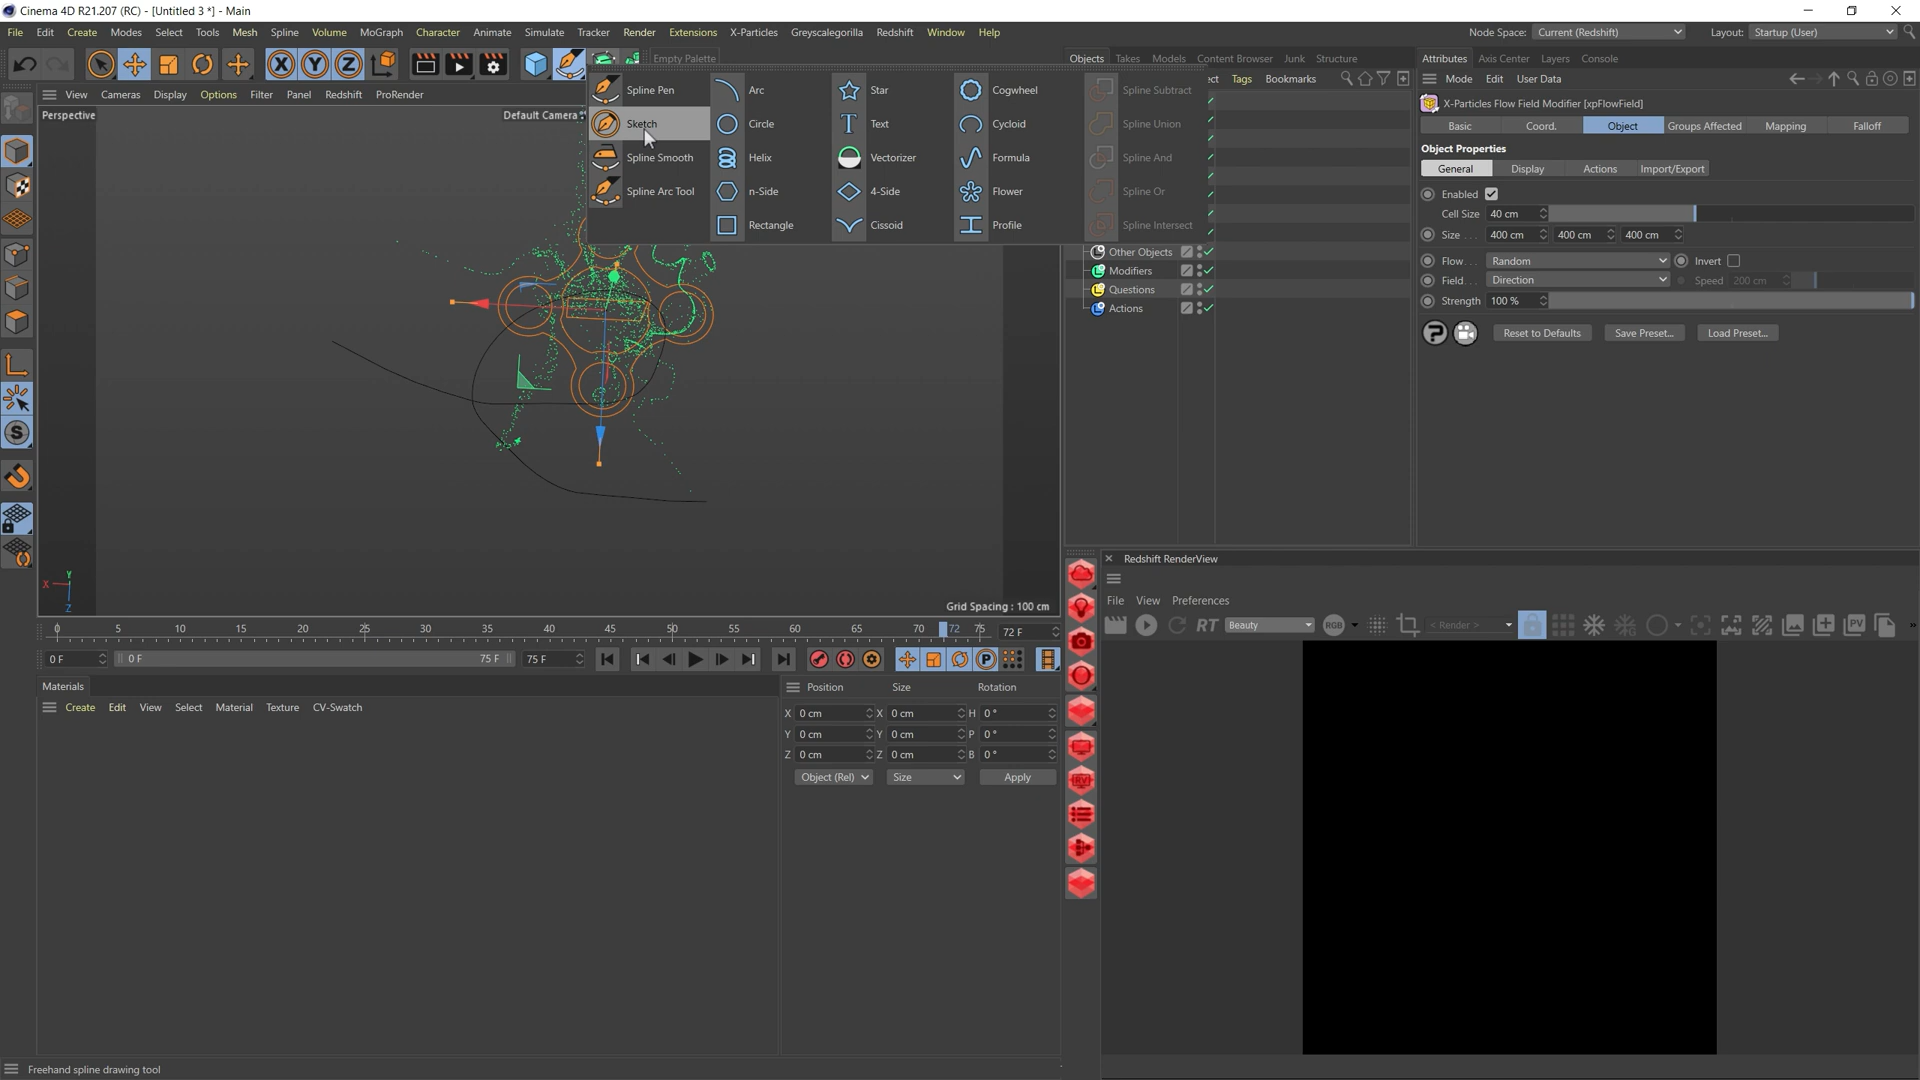 Cinema 4D R21.207 (RC) - [Untitled 3 *] - Main
File Edit Create Modes Select Tools Mesh Spline Volume MoGraph Character Animate Simulate Tracker Render Extensions X-Particles Greyscalegorilla Redshift Window Help
Node Space: Current (Redshift) Layout: Startup (User)
Empty Palette
Objects Takes Models Content Browser Junk Structure
Attributes Axis Center Layers Console
ect Tags Bookmarks
Mode Edit User Data
View Cameras Display Options Filter Panel Redshift ProRender
Perspective
Default Camera
Spline Pen Arc Star Cogwheel Spline Subtract
Sketch Circle Text Cycloid Spline Union
Spline Smooth Helix Vectorizer Formula Spline And
Spline Arc Tool n-Side 4-Side Flower Spline Or
Rectangle Cissoid Profile Spline Intersect
Other Objects
Modifiers
Questions
Actions
X-Particles Flow Field Modifier [xpFlowField]
Basic Coord. Object Groups Affected Mapping Falloff
Object Properties
General Display Actions Import/Export
Enabled
Cell Size 40 cm
Size . . . 400 cm 400 cm 400 cm
Flow. . . Random Invert
Field. . . Direction Speed 200 cm
Strength 100 %
Reset to Defaults Save Preset... Load Preset...
Y
X
Z
Grid Spacing : 100 cm
0 5 10 15 20 25 30 35 40 45 50 55 60 65 70 72 75 72 F
0 F 0 F 75 F 75 F
Materials
Create Edit View Select Material Texture CV-Swatch
Position Size Rotation
X 0 cm X 0 cm H 0 °
Y 0 cm Y 0 cm P 0 °
Z 0 cm Z 0 cm B 0 °
Object (Rel) Size Apply
Redshift RenderView
File View Preferences
RT Beauty RGB < Render > PV
RV
Freehand spline drawing tool